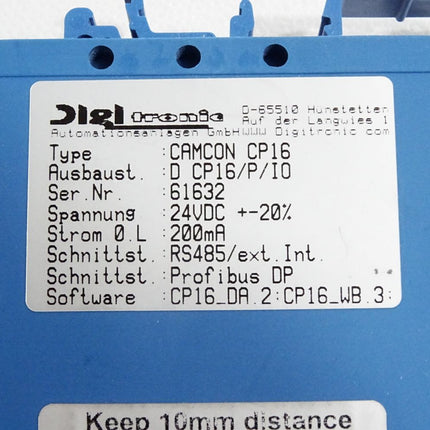 Digitronic D-65510 Hünstetten
Auf der Langwies 1
Automationsanlagen GmbH WWW Digitronic com
Type :CAMCON CP16
Ausbaust. :D CP16/P/IO
Ser.Nr. :61632
Spannung :24VDC +-20%
Strom O.L :200mA
Schnittst. :RS485/ext.Int.
Schnittst. :Profibus DP
Software :CP16_DA.2:CP16_WB.3:
Keep 10mm distance